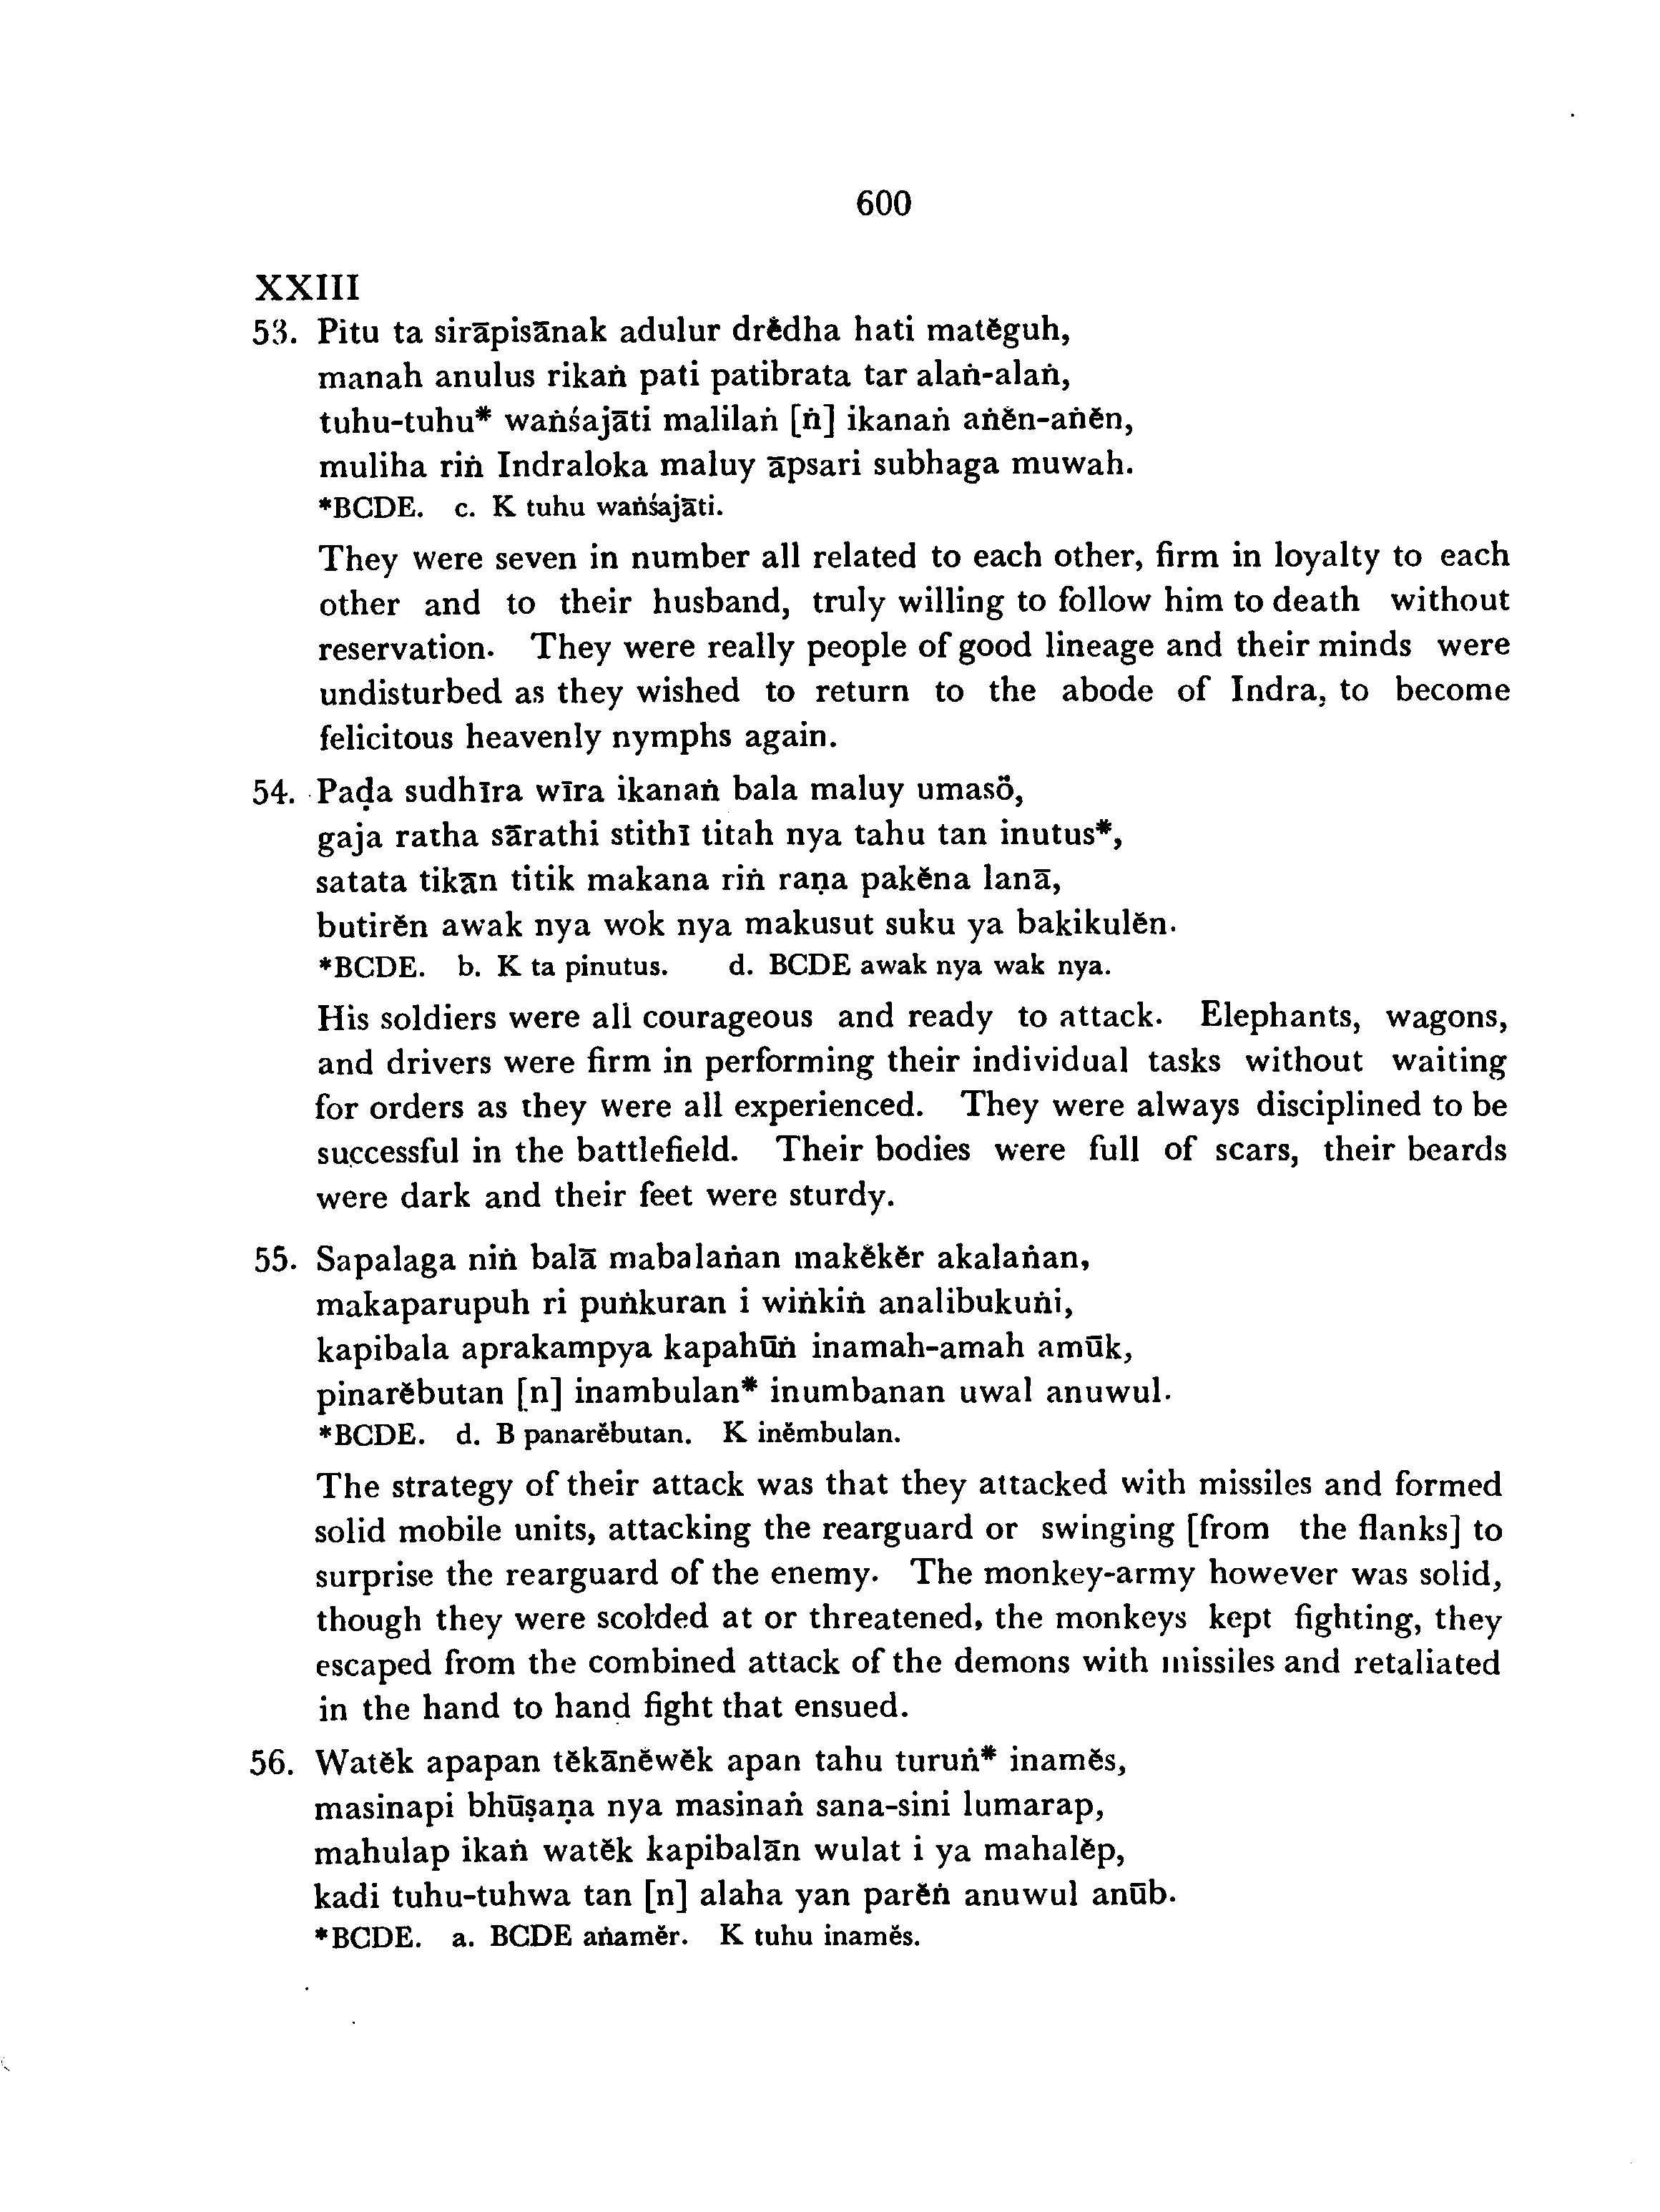 600
XXIII
53. Pitu ta sirāpisānak adulur drĕdha hati matĕguh,
manah anulus rikaṅ pati patibrata tar alaṅ-alaṅ,
tuhu-tuhu* waṅśajāti malilaṅ [ṅ] ikanaṅ aṅĕn-aṅĕn,
muliha riṅ Indraloka maluy āpsari subhaga muwah.
*BCDE. c. K tuhu waṅśajāti.
They were seven in number all related to each other, firm in loyalty to each
other and to their husband, truly willing to follow him to death without
reservation. They were really people of good lineage and their minds were
undisturbed as they wished to return to the abode of Indra, to become
felicitous heavenly nymphs again.
54. Paḍa sudhīra wīra ikanaṅ bala maluy umasö,
gaja ratha sārathi stithī titah nya tahu tan inutus*,
satata tikān titik makana riṅ raṇa pakĕna lanā,
butirĕn awak nya wok nya makusut suku ya bakikulĕn.
*BCDE. b. K ta pinutus. d. BCDE awak nya wak nya.
His soldiers were all courageous and ready to attack. Elephants, wagons,
and drivers were firm in performing their individual tasks without waiting
for orders as they were all experienced. They were always disciplined to be
successful in the battlefield. Their bodies were full of scars, their beards
were dark and their feet were sturdy.
55. Sapalaga niṅ balā mabalaṅan makĕkĕr akalaṅan,
makaparupuh ri puṅkuran i wiṅkiṅ analibukuṅi,
kapibala aprakampya kapahūṅ inamah-amah amūk,
pinarĕbutan [n] inambulan* inumbanan uwal anuwul.
*BCDE. d. B panarĕbutan. K inĕmbulan.
The strategy of their attack was that they attacked with missiles and formed
solid mobile units, attacking the rearguard or swinging [from the flanks] to
surprise the rearguard of the enemy. The monkey-army however was solid,
though they were scolded at or threatened, the monkeys kept fighting, they
escaped from the combined attack of the demons with missiles and retaliated
in the hand to hand fight that ensued.
56. Watĕk apapan tĕkānĕwĕk apan tahu turuṅ* inamĕs,
masinapi bhūṣaṇa nya masinaṅ sana-sini lumarap,
mahulap ikaṅ watĕk kapibalān wulat i ya mahalĕp,
kadi tuhu-tuhwa tan [n] alaha yan parĕṅ anuwul anūb.
*BCDE. a. BCDE aṅamĕr. K tuhu inamĕs.